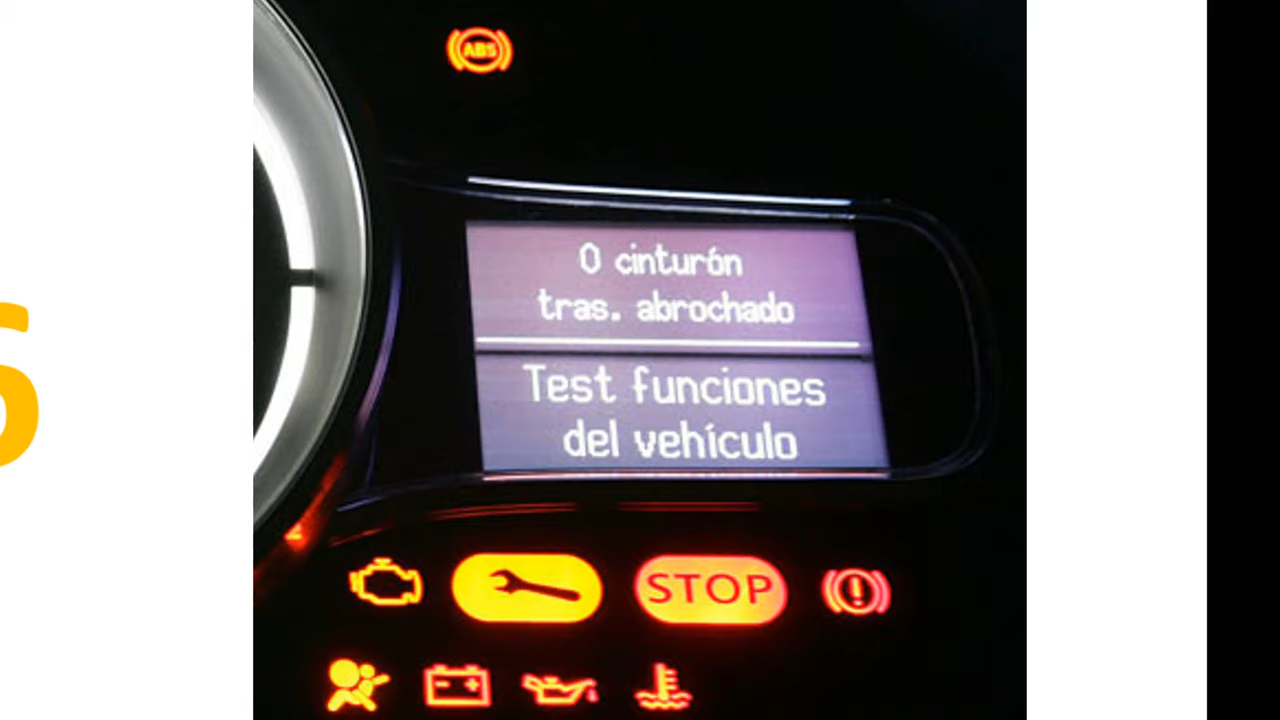 ABS
0 cinturón
tras. abrochado
Test funciones
del vehículo
STOP